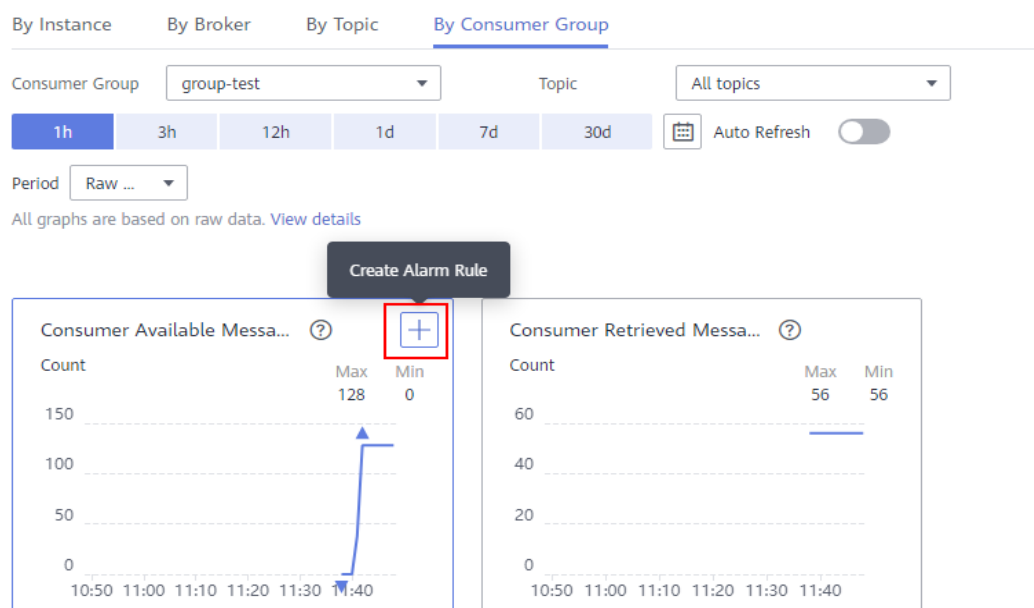 By Instance By Broker By Topic By Consumer Group
Consumer Group group-test Topic All topics
1h 3h 12h 1d 7d 30d Auto Refresh
Period Raw ...
All graphs are based on raw data. View details
Create Alarm Rule
Consumer Available Messa... ?
Count
Max Min
128 0
150
100
50
0
10:50 11:00 11:10 11:20 11:30 11:40
Consumer Retrieved Messa... ?
Count
Max Min
56 56
60
40
20
0
10:50 11:00 11:10 11:20 11:30 11:40